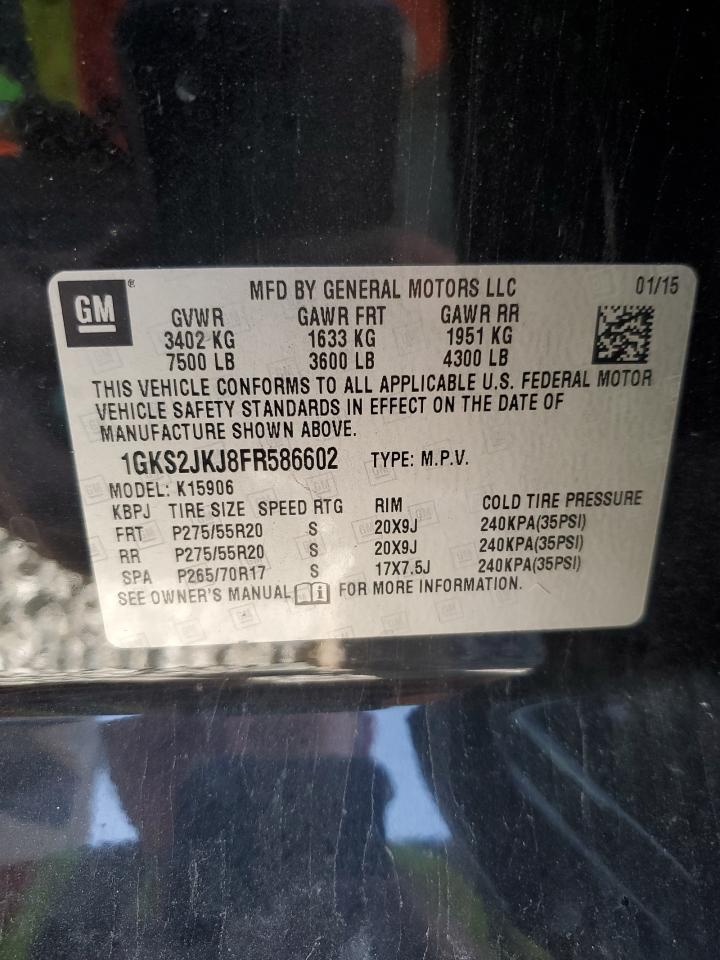 GM® MFD BY GENERAL MOTORS LLC 01/15
GVWR GAWR FRT GAWR RR
3402 KG 1633 KG 1951 KG
7500 LB 3600 LB 4300 LB
THIS VEHICLE CONFORMS TO ALL APPLICABLE U.S. FEDERAL MOTOR
VEHICLE SAFETY STANDARDS IN EFFECT ON THE DATE OF
MANUFACTURE SHOWN ABOVE.
1GKS2JKJ8FR586602 TYPE: M.P.V.
MODEL: K15906
KBPJ TIRE SIZE SPEED RTG RIM COLD TIRE PRESSURE
FRT P275/55R20 S 20X9J 240KPA(35PSI)
RR P275/55R20 S 20X9J 240KPA(35PSI)
SPA P265/70R17 S 17X7.5J 240KPA(35PSI)
SEE OWNER'S MANUAL i FOR MORE INFORMATION.